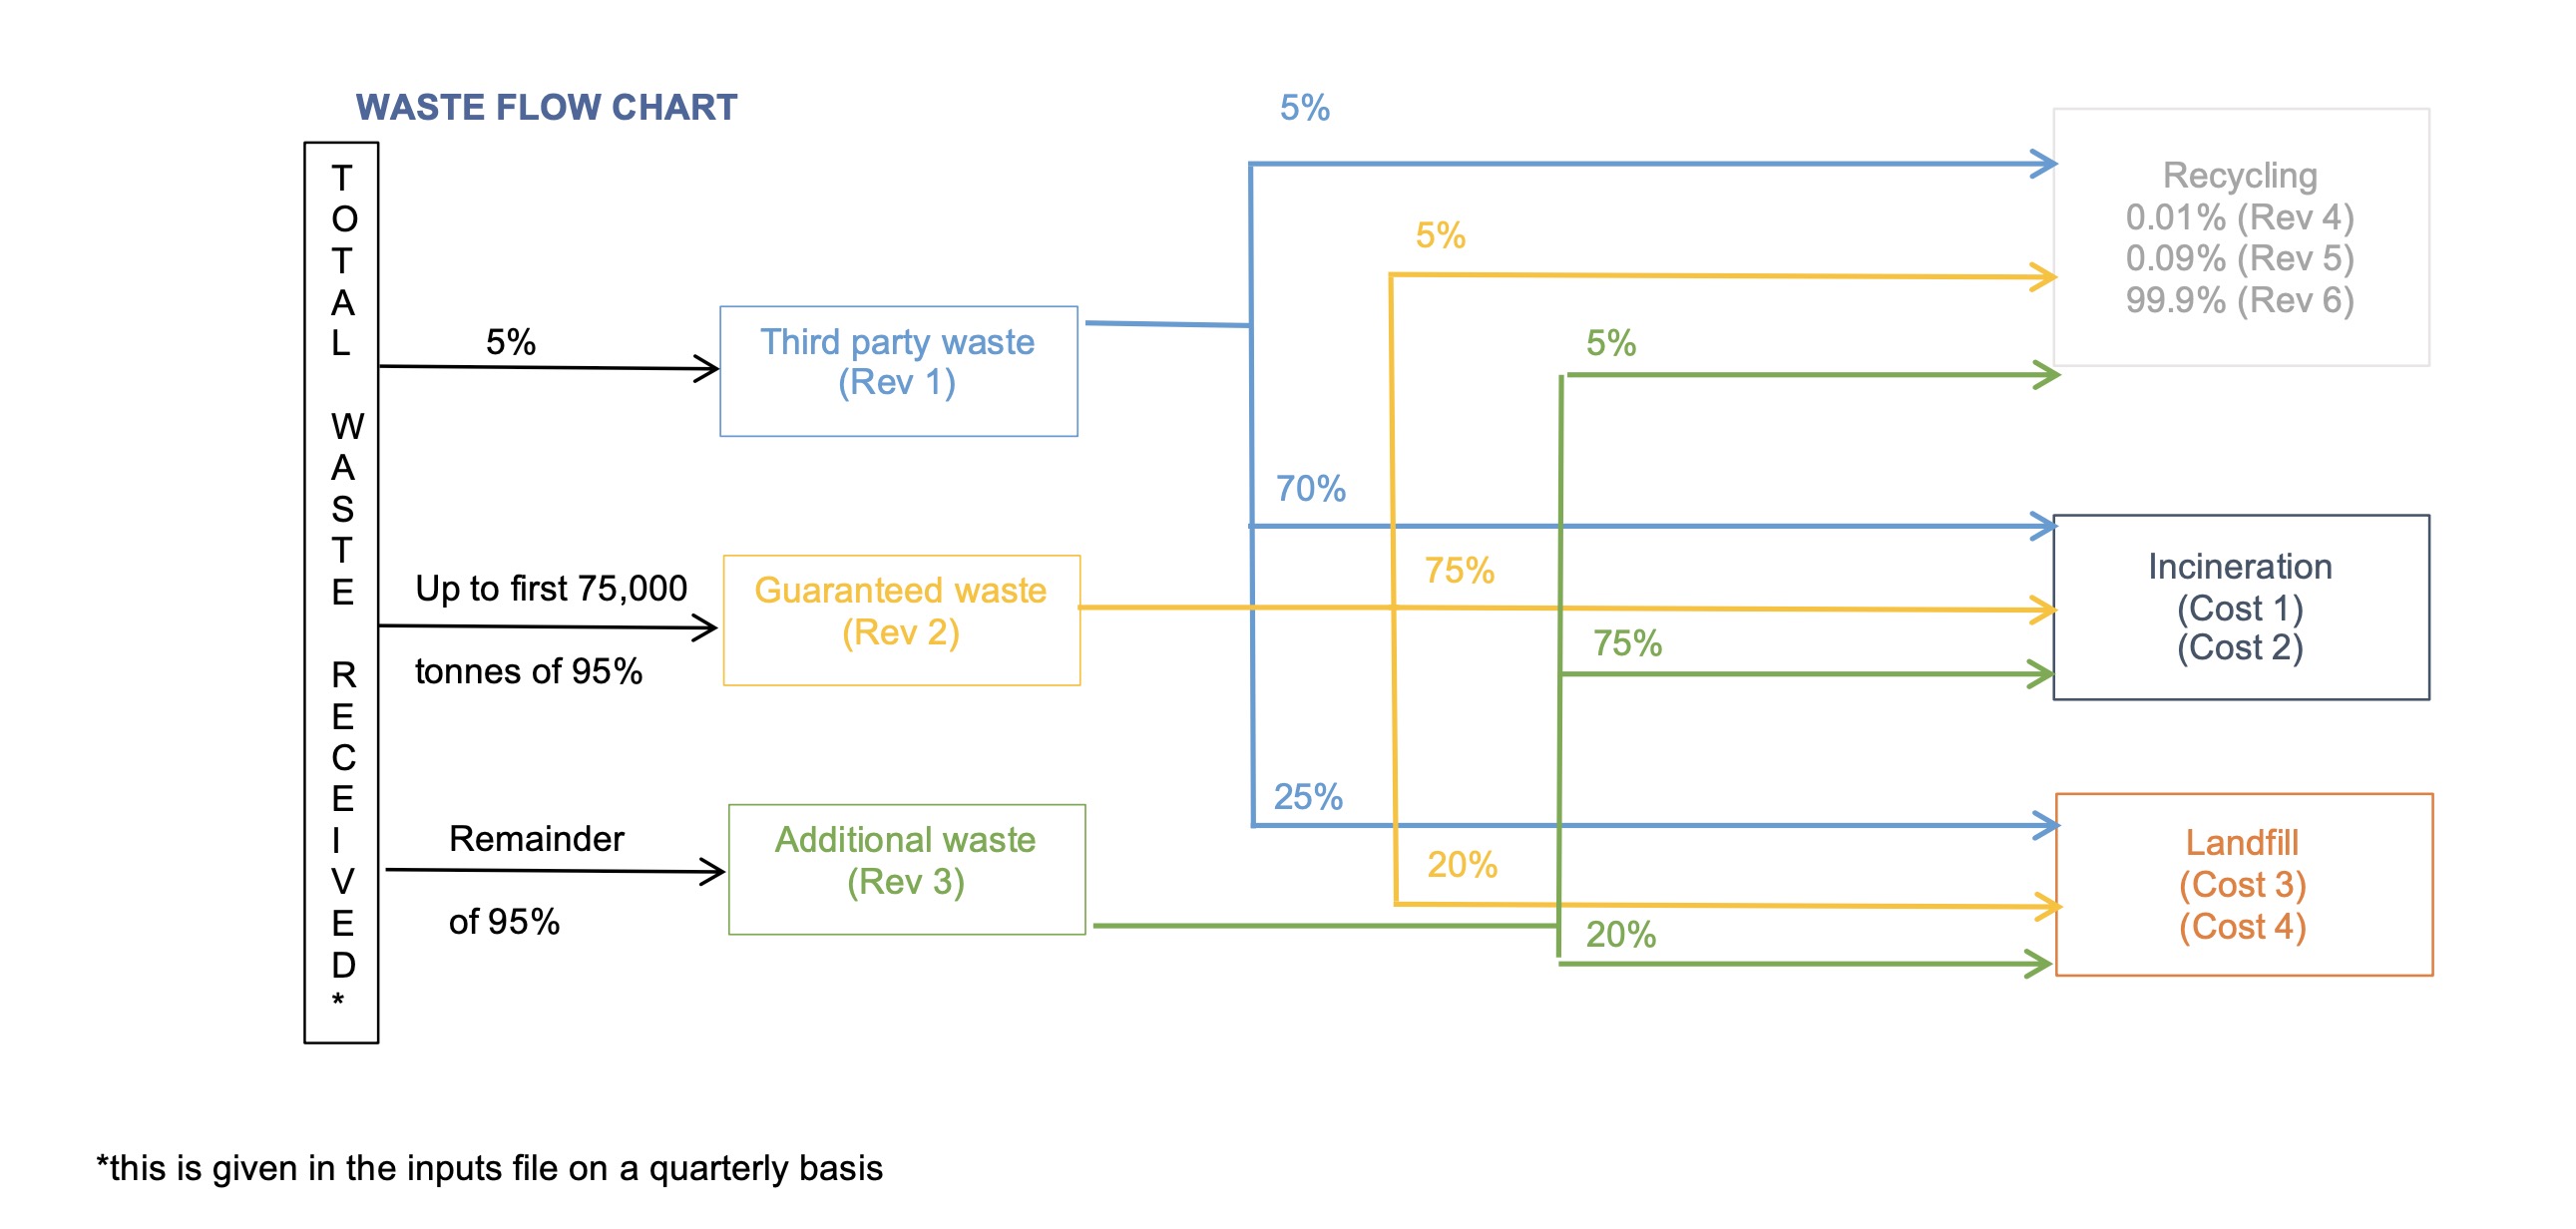 WASTE FLOW CHART
TOTAL WASTE RECEIVED*
5%
Third party waste
(Rev 1)
Up to first 75,000
tonnes of 95%
Guaranteed waste
(Rev 2)
Remainder
of 95%
Additional waste
(Rev 3)
5%
5%
5%
70%
75%
75%
25%
20%
20%
Recycling
0.01% (Rev 4)
0.09% (Rev 5)
99.9% (Rev 6)
Incineration
(Cost 1)
(Cost 2)
Landfill
(Cost 3)
(Cost 4)
*this is given in the inputs file on a quarterly basis